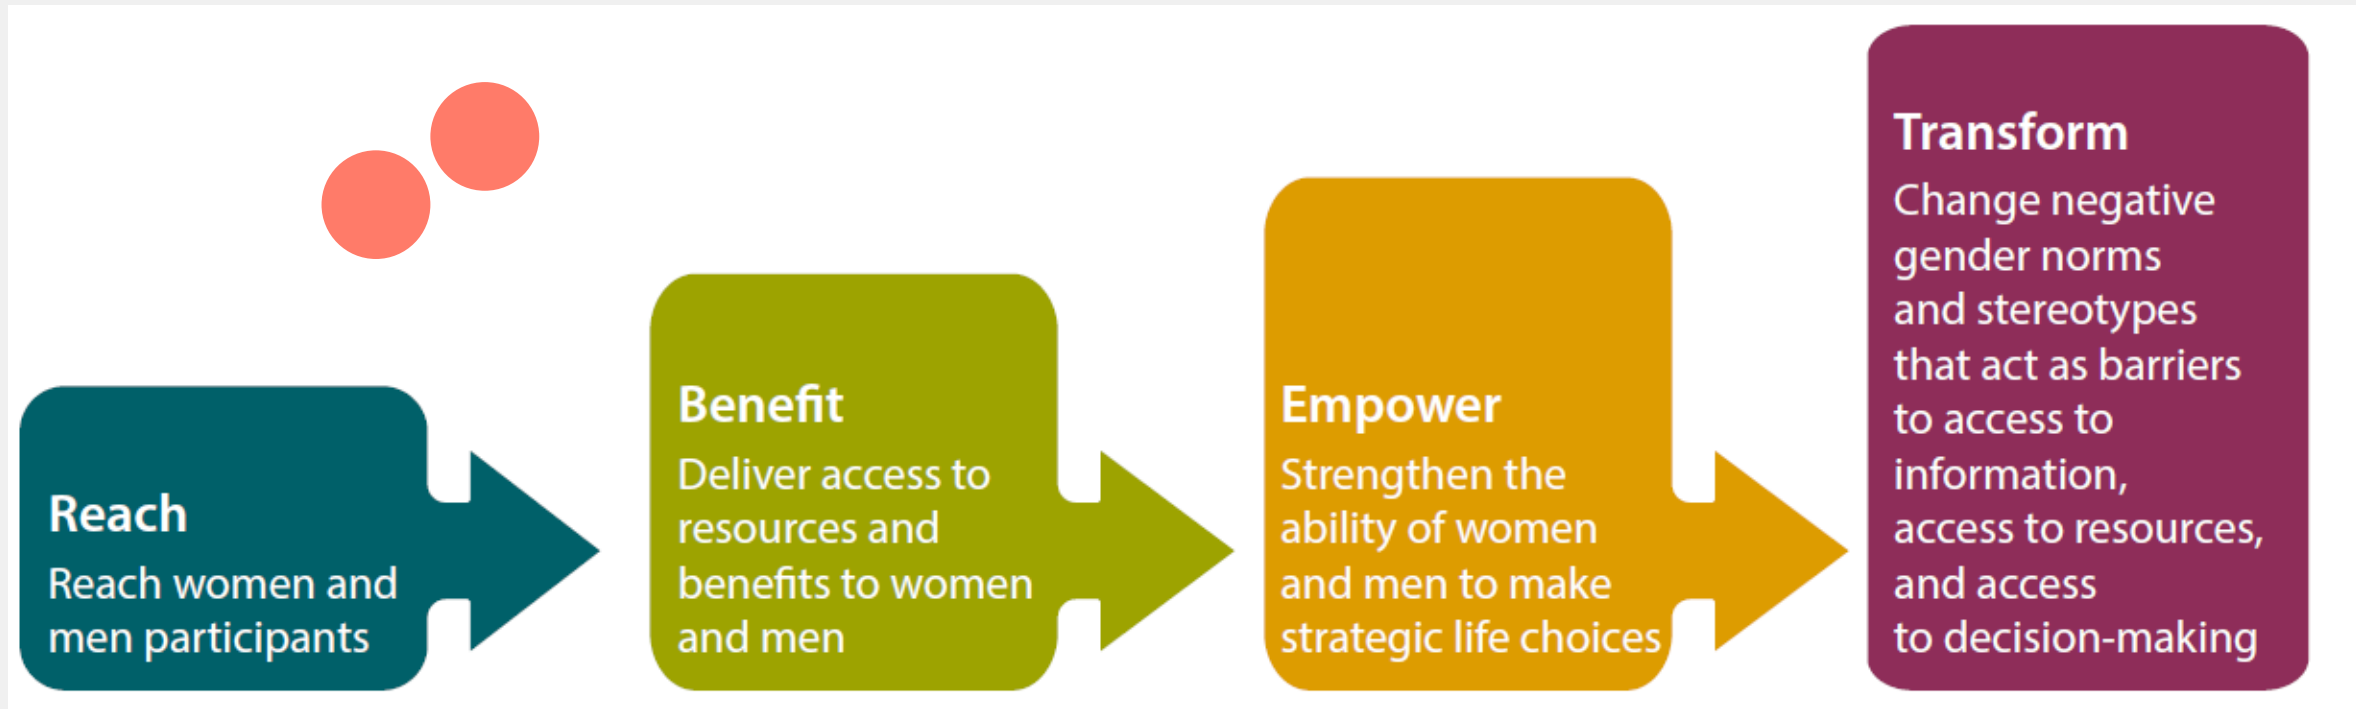 Reach
Reach women and
men participants
Benefit
Deliver access to
resources and
benefits to women
and men
Empower
Strengthen the
ability of women
and men to make
strategic life choices
Transform
Change negative
gender norms
and stereotypes
that act as barriers
to access to
information,
access to resources,
and access
to decision-making